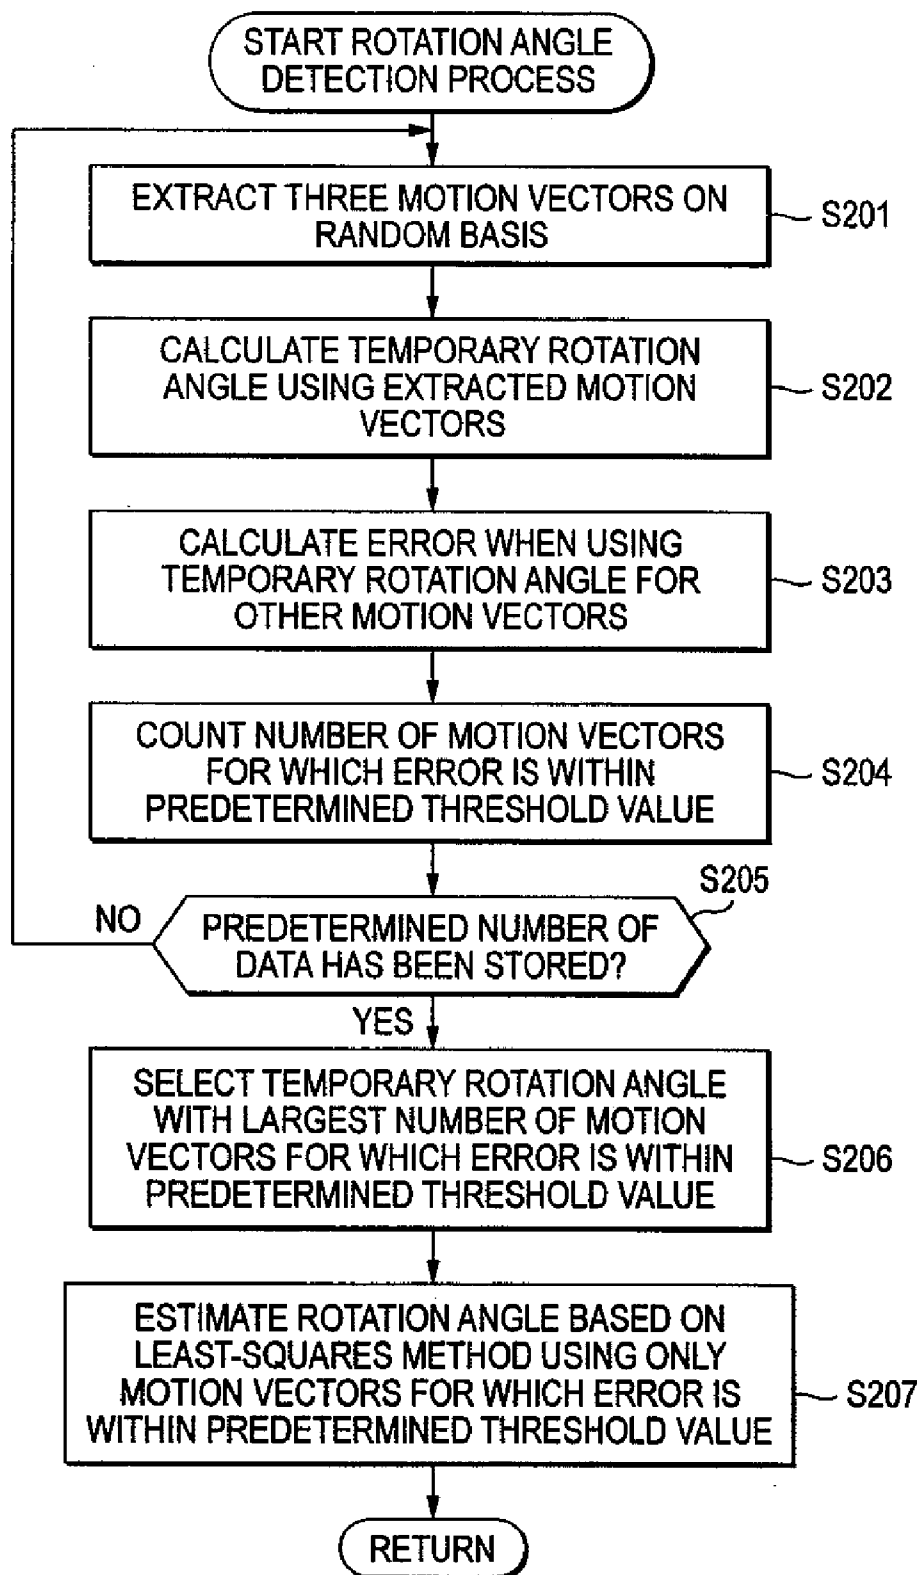 START ROTATION ANGLE
DETECTION PROCESS
EXTRACT THREE MOTION VECTORS ON
RANDOM BASIS
S201
CALCULATE TEMPORARY ROTATION
ANGLE USING EXTRACTED MOTION
VECTORS
S202
CALCULATE ERROR WHEN USING
TEMPORARY ROTATION ANGLE FOR
OTHER MOTION VECTORS
S203
COUNT NUMBER OF MOTION VECTORS
FOR WHICH ERROR IS WITHIN
PREDETERMINED THRESHOLD VALUE
S204
S205
NO
PREDETERMINED NUMBER OF
DATA HAS BEEN STORED?
YES
SELECT TEMPORARY ROTATION ANGLE
WITH LARGEST NUMBER OF MOTION
VECTORS FOR WHICH ERROR IS WITHIN
PREDETERMINED THRESHOLD VALUE
S206
ESTIMATE ROTATION ANGLE BASED ON
LEAST-SQUARES METHOD USING ONLY
MOTION VECTORS FOR WHICH ERROR IS
WITHIN PREDETERMINED THRESHOLD VALUE
S207
RETURN